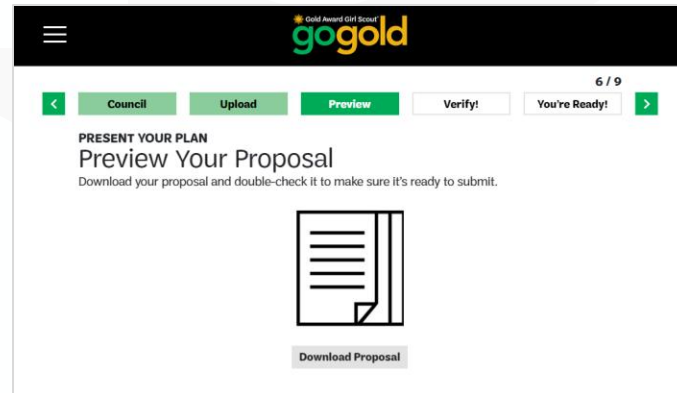 Gold Award Girl Scout
gogold
6 / 9
< Council Upload Preview Verify! You're Ready! >
PRESENT YOUR PLAN
Preview Your Proposal
Download your proposal and double-check it to make sure it's ready to submit.
Download Proposal